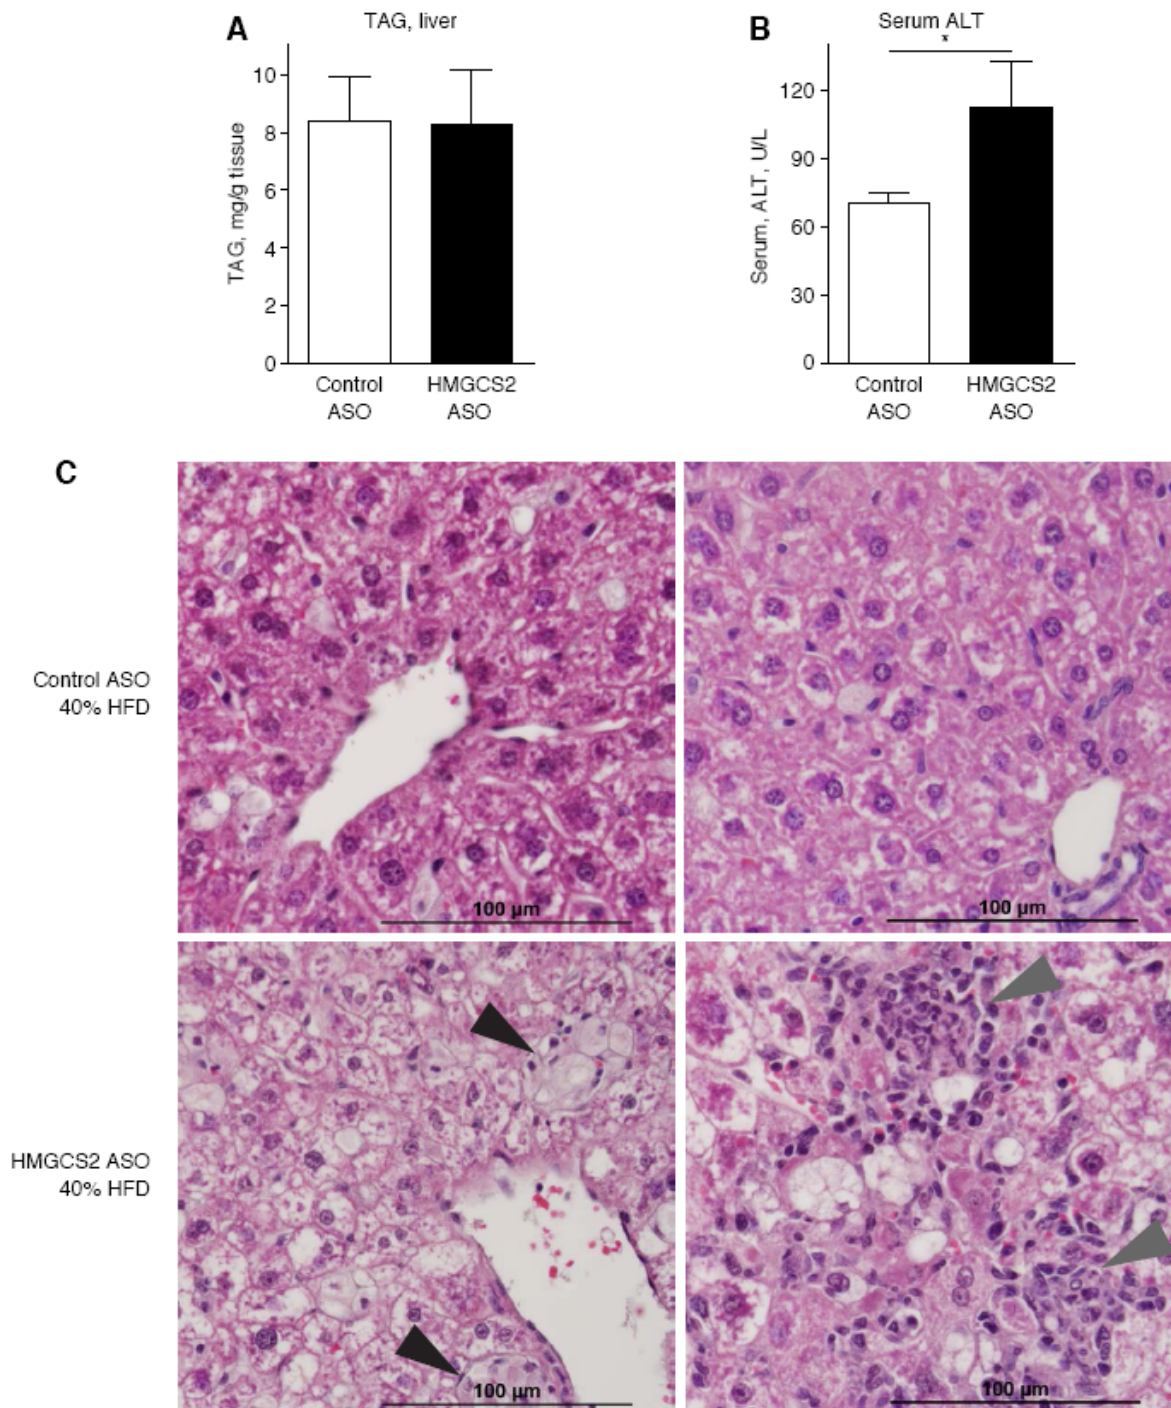 A
TAG, liver
TAG, mg/g tissue
10
8
6
4
2
0
Control
ASO
HMGCS2
ASO
B
Serum ALT
*
Serum, ALT, U/L
120
90
60
30
0
Control
ASO
HMGCS2
ASO
C
Control ASO
40% HFD
100 µm
100 µm
HMGCS2 ASO
40% HFD
100 µm
100 µm